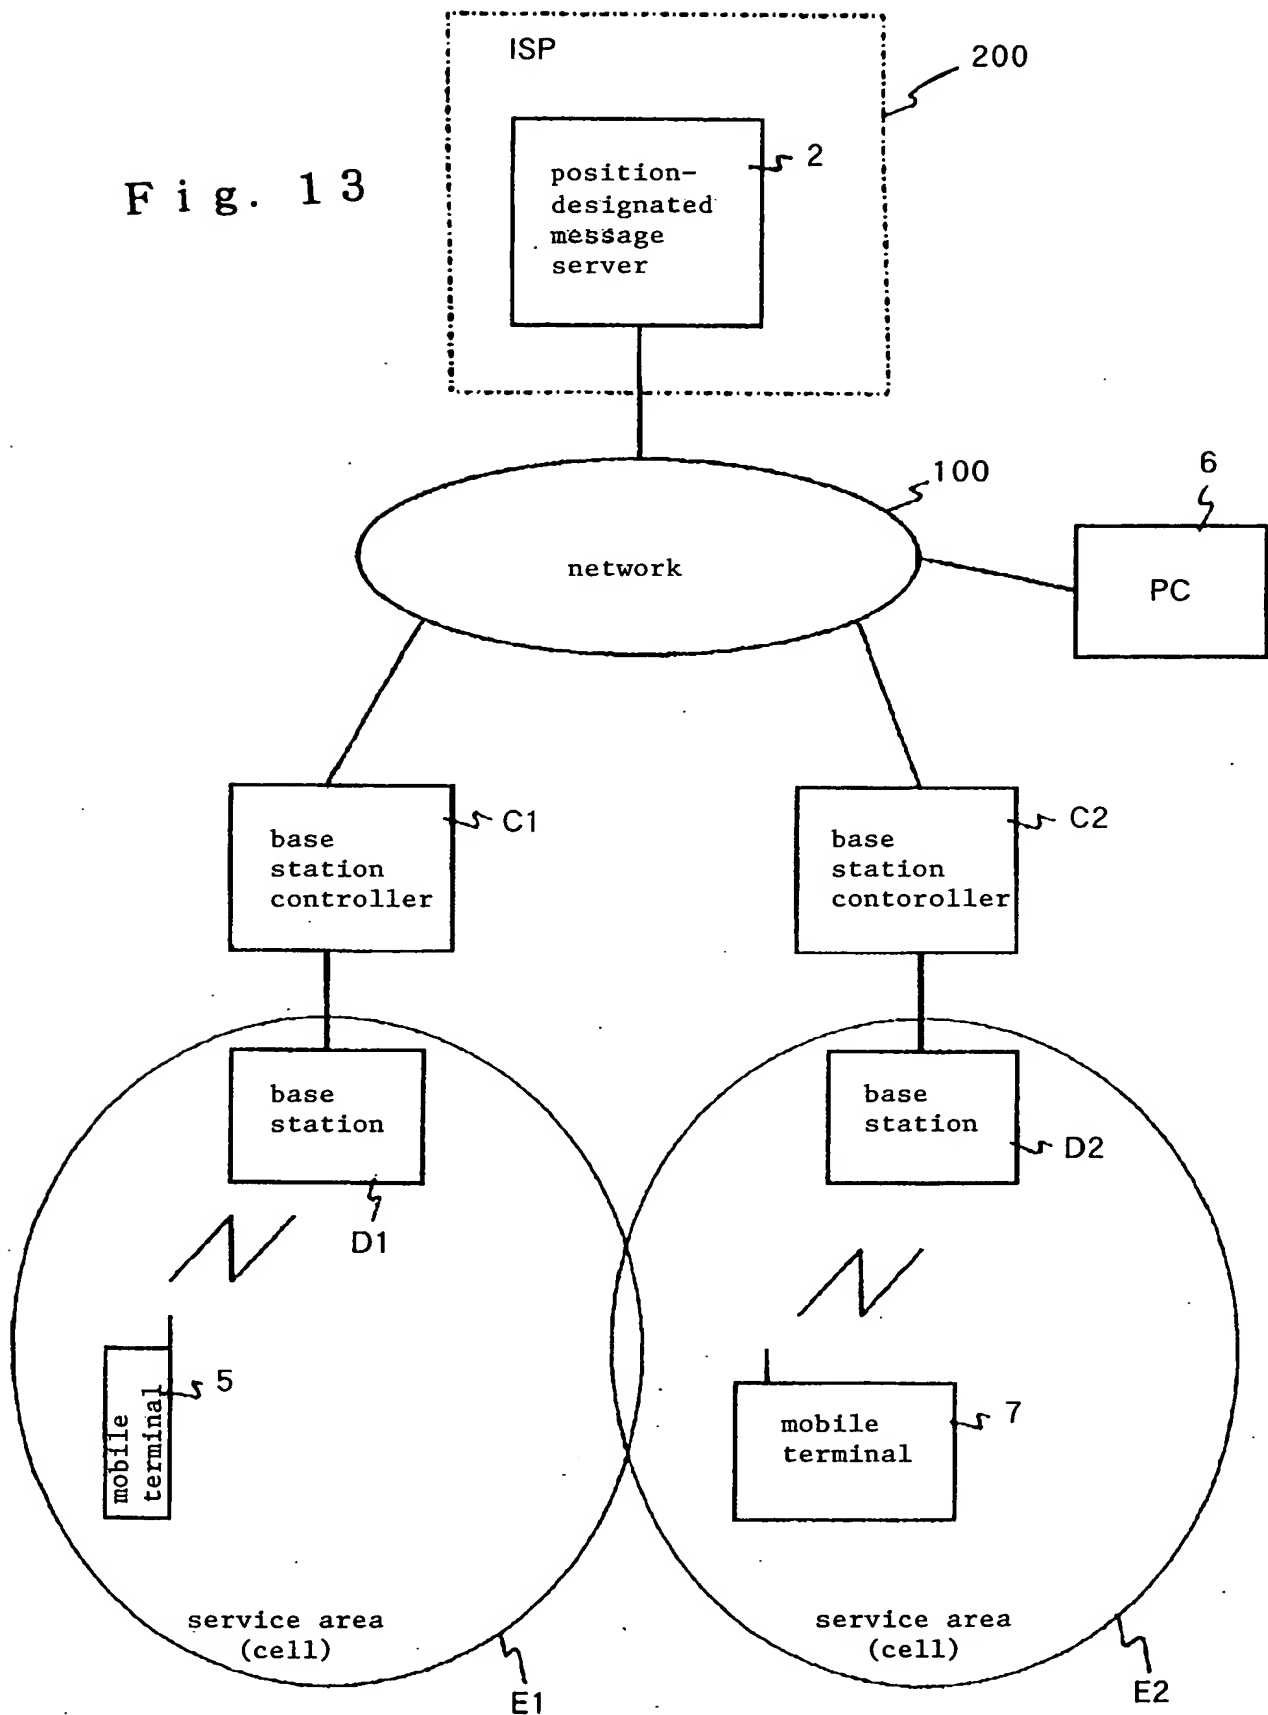 ISP
200
Fig. 13
2
position-
designated
message
server
100
6
network
PC
base
station
controller
C1
base
station
contoroller
C2
base
station
D1
base
station
D2
mobile
terminal
5
mobile
terminal
7
service area
(cell)
E1
service area
(cell)
E2